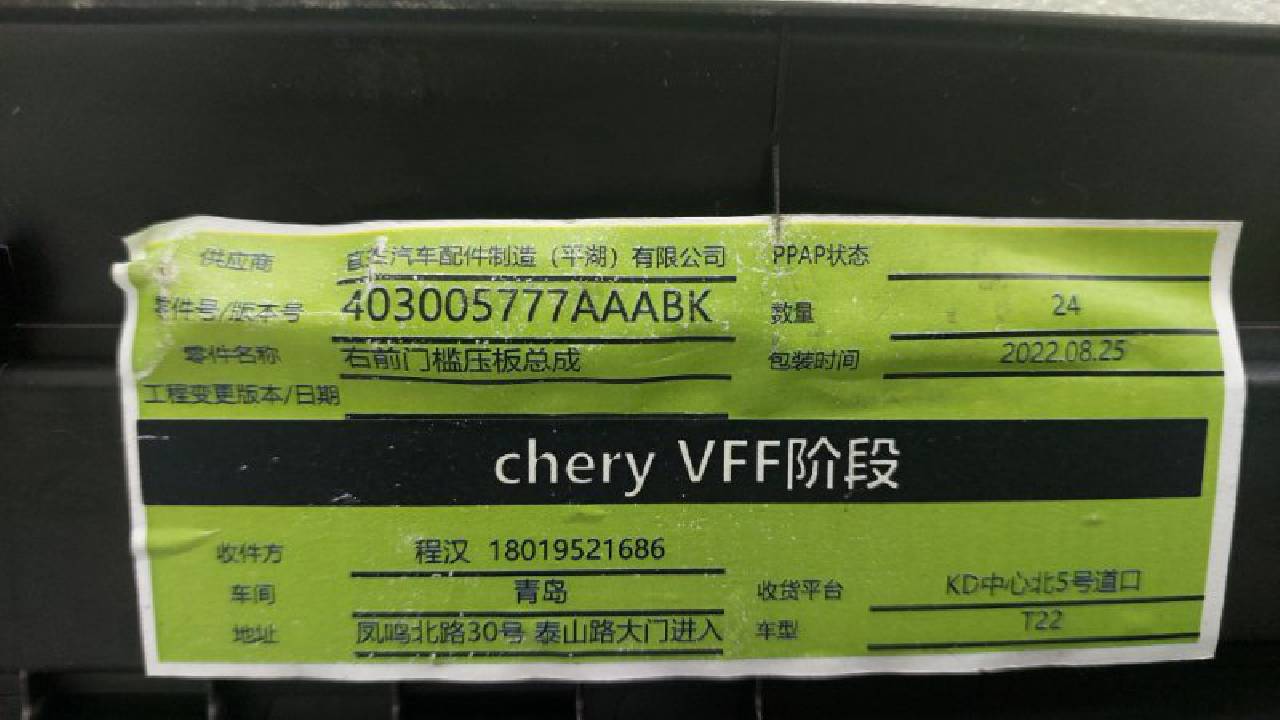 供应商 汽车配件制造（平湖）有限公司 PPAP状态
零件号/版本号 403005777AAABK 数量 24
零件名称 右前门槛压板总成 包装时间 2022.08.25
工程变更版本/日期
chery VFF阶段
收件方 程汉 18019521686
车间 青岛 收货平台 KD中心北5号道口
地址 凤鸣北路30号 泰山路大门进入 车型 T22